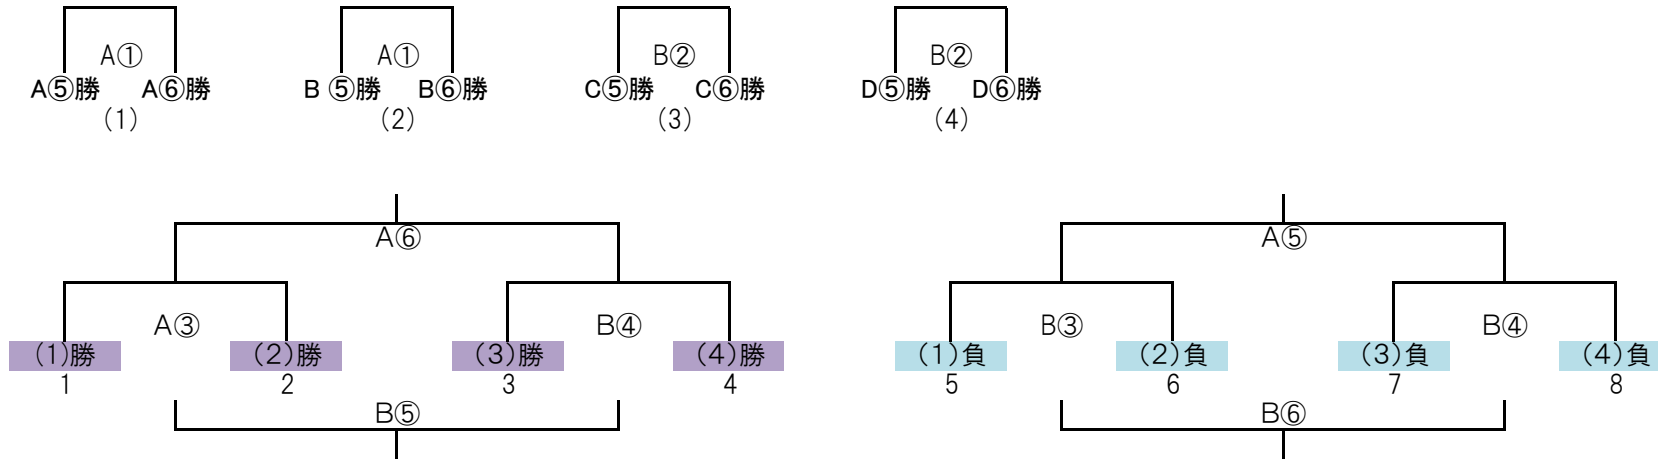 A① A① B② B②
A⑤勝 A⑥勝 B ⑤勝 B⑥勝 C⑤勝 C⑥勝 D⑤勝 D⑥勝
(1) (2) (3) (4)
A⑥ A⑤
A③ B④ B③ B④
(1)勝 (2)勝 (3)勝 (4)勝 (1)負 (2)負 (3)負 (4)負
1 2 3 4 5 6 7 8
B⑤ B⑥